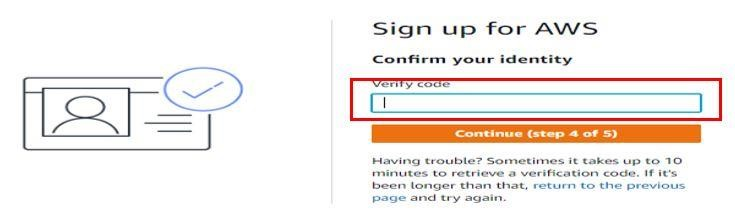 Sign up for AWS
Confirm your identity
Verify code
Continue (step 4 of 5)
Having trouble? Sometimes it takes up to 10
minutes to retrieve a verification code. If it's
been longer than that, return to the previous
page and try again.